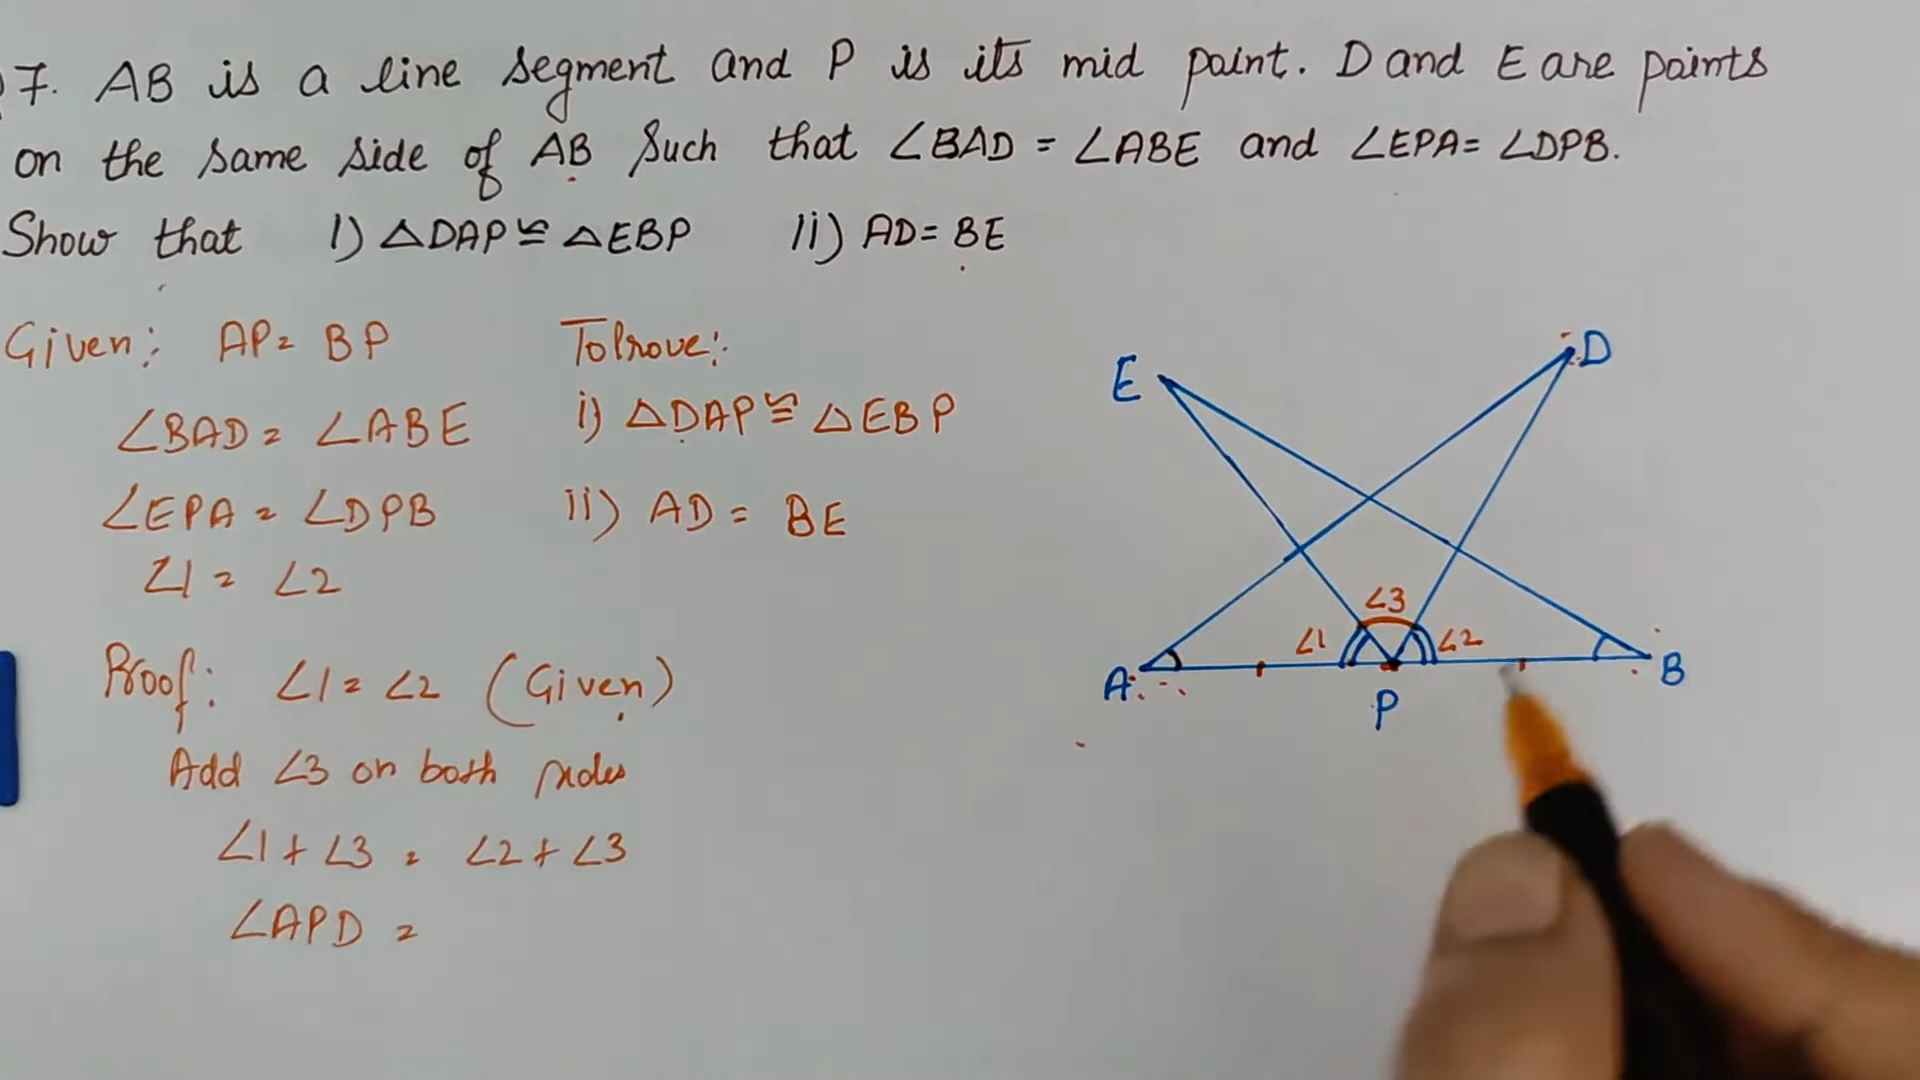 7. AB is a line segment and P is its mid point. D and E are points
on the same side of AB Such that ∠BAD = ∠ABE and ∠EPA = ∠DPB.
Show that I) △DAP ≅ △EBP II) AD = BE
Given: AP = BP
∠BAD = ∠ABE
∠EPA = ∠DPB
∠1 = ∠2
To Prove:
i) △DAP ≅ △EBP
ii) AD = BE
Proof: ∠1 = ∠2 (Given)
Add ∠3 on both sides
∠1 + ∠3 = ∠2 + ∠3
∠APD =
E
D
∠3
∠1 ∠2
A
B
P